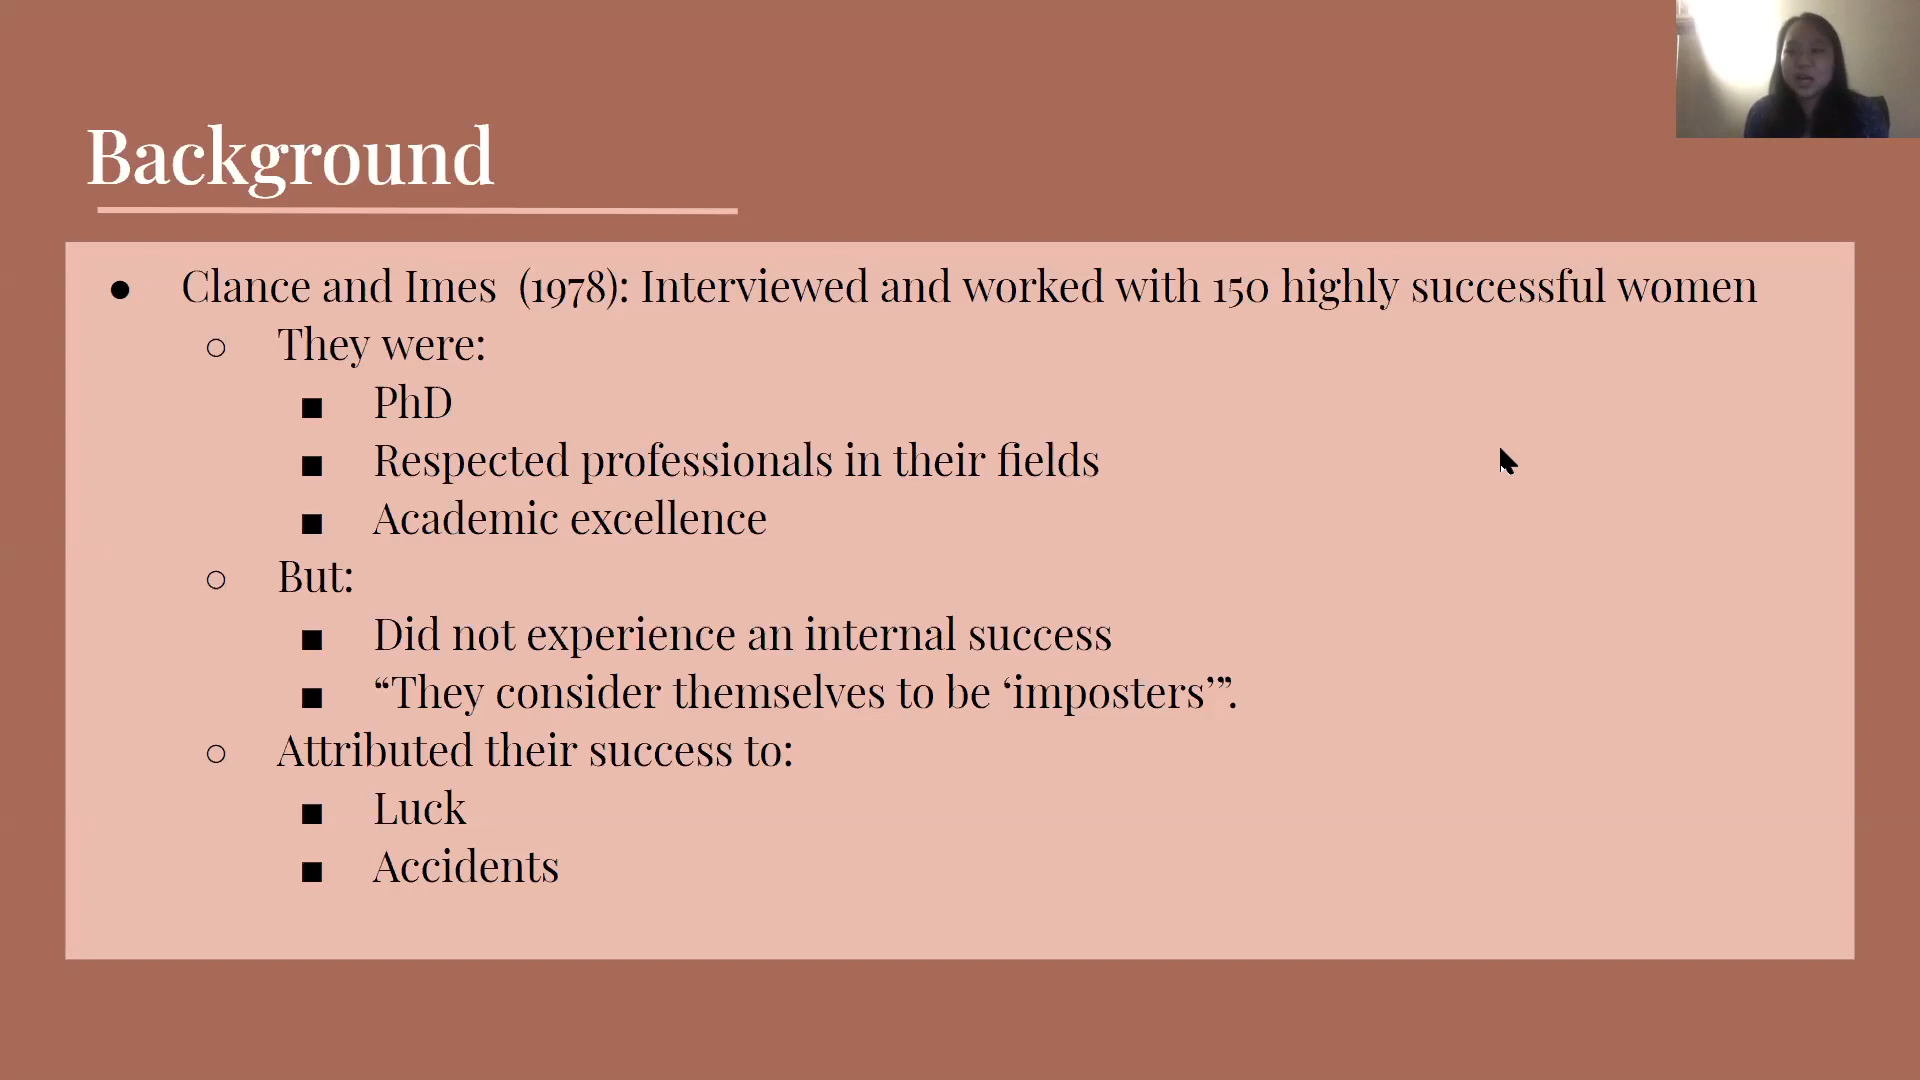 Background
● Clance and Imes  (1978): Interviewed and worked with 150 highly successful women
○ They were:
■ PhD
■ Respected professionals in their fields
■ Academic excellence
○ But:
■ Did not experience an internal success
■ “They consider themselves to be ‘imposters’”.
○ Attributed their success to:
■ Luck
■ Accidents